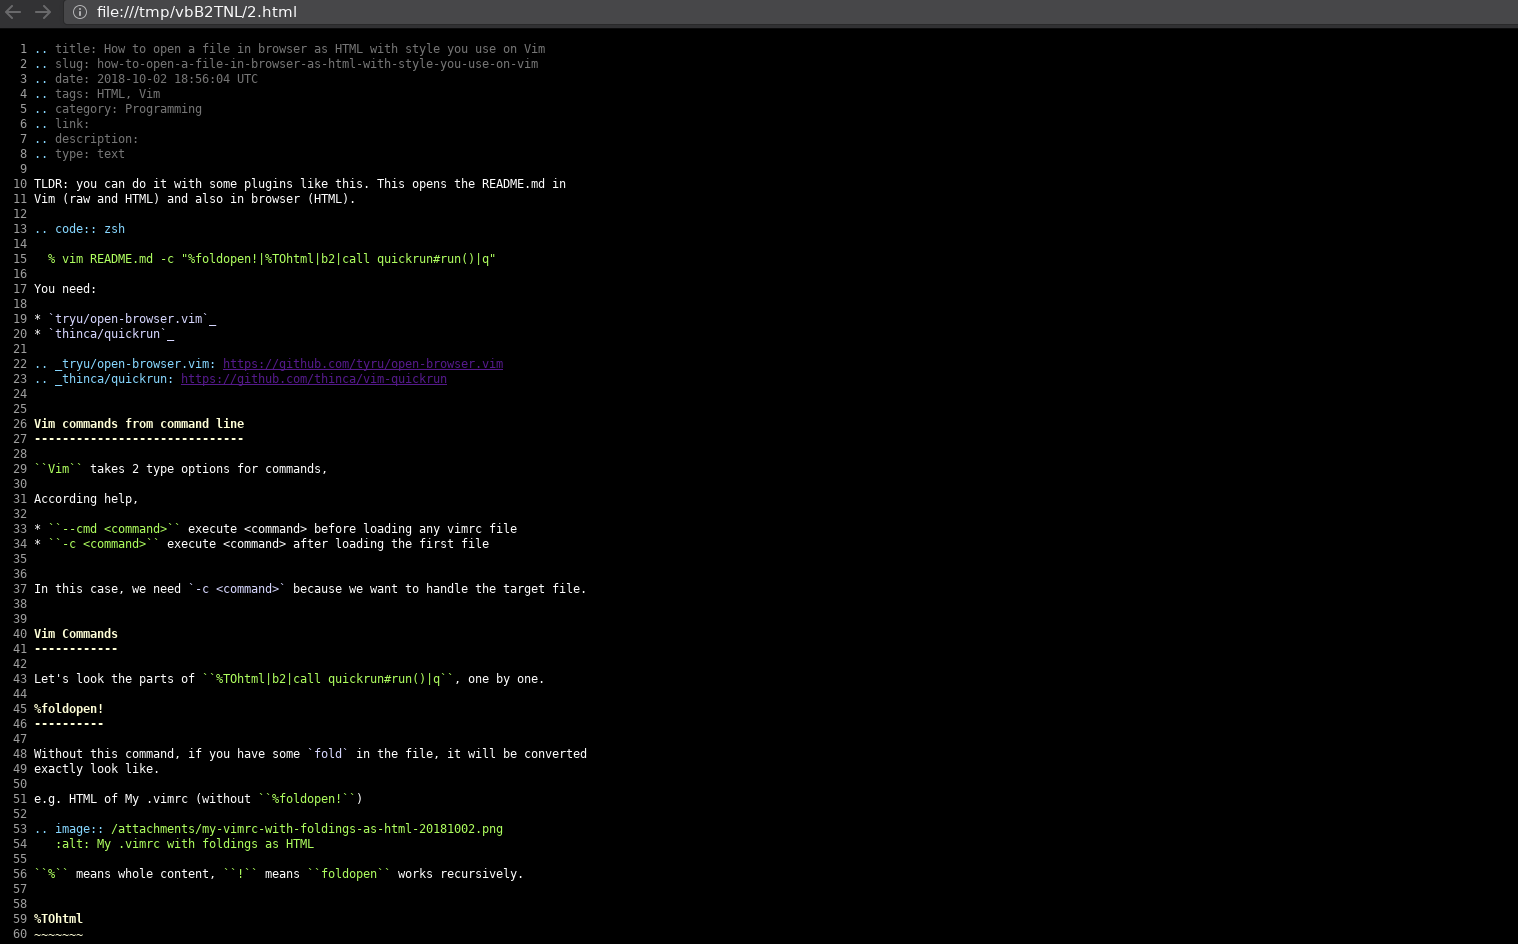 file:///tmp/vbB2TNL/2.html
1 .. title: How to open a file in browser as HTML with style you use on Vim
2 .. slug: how-to-open-a-file-in-browser-as-html-with-style-you-use-on-vim
3 .. date: 2018-10-02 18:56:04 UTC
4 .. tags: HTML, Vim
5 .. category: Programming
6 .. link:
7 .. description:
8 .. type: text
9
10 TLDR: you can do it with some plugins like this. This opens the README.md in
11 Vim (raw and HTML) and also in browser (HTML).
12
13 .. code:: zsh
14
15   % vim README.md -c "%foldopen!|%TOhtml|b2|call quickrun#run()|q"
16
17 You need:
18
19 * `tryu/open-browser.vim`_
20 * `thinca/quickrun`_
21
22 .. _tryu/open-browser.vim: https://github.com/tyru/open-browser.vim
23 .. _thinca/quickrun: https://github.com/thinca/vim-quickrun
24
25
26 Vim commands from command line
27 ------------------------------
28
29 ``Vim`` takes 2 type options for commands,
30
31 According help,
32
33 * ``--cmd <command>`` execute <command> before loading any vimrc file
34 * ``-c <command>`` execute <command> after loading the first file
35
36
37 In this case, we need `-c <command>` because we want to handle the target file.
38
39
40 Vim Commands
41 ------------
42
43 Let's look the parts of ``%TOhtml|b2|call quickrun#run()|q``, one by one.
44
45 %foldopen!
46 ----------
47
48 Without this command, if you have some `fold` in the file, it will be converted
49 exactly look like.
50
51 e.g. HTML of My .vimrc (without ``%foldopen!``)
52
53 .. image:: /attachments/my-vimrc-with-foldings-as-html-20181002.png
54    :alt: My .vimrc with foldings as HTML
55
56 ``%`` means whole content, ``!`` means ``foldopen`` works recursively.
57
58
59 %TOhtml
60 ~~~~~~~